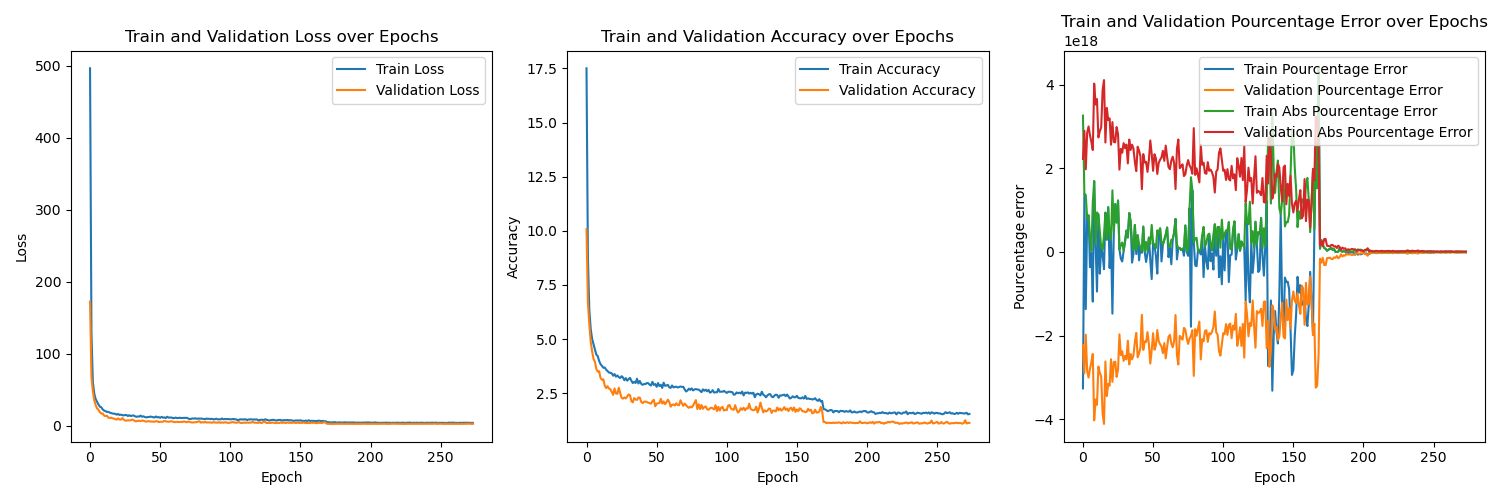 Train and Validation Loss over Epochs
Loss
500
400
300
200
100
0
0 50 100 150 200 250
Epoch
Train Loss
Validation Loss
Train and Validation Accuracy over Epochs
Accuracy
17.5
15.0
12.5
10.0
7.5
5.0
2.5
0 50 100 150 200 250
Epoch
Train Accuracy
Validation Accuracy
Train and Validation Pourcentage Error over Epochs
1e18
Pourcentage error
4
2
0
−2
−4
0 50 100 150 200 250
Epoch
Train Pourcentage Error
Validation Pourcentage Error
Train Abs Pourcentage Error
Validation Abs Pourcentage Error